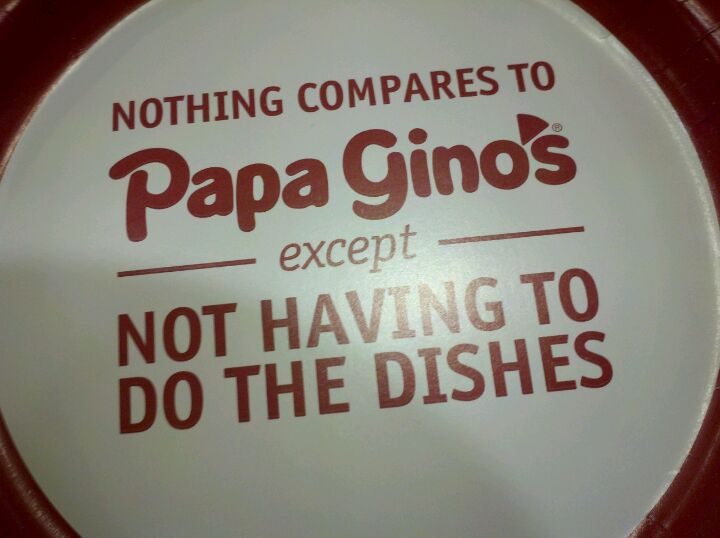 NOTHING COMPARES TO
Papa Gino's®
except
NOT HAVING TO
DO THE DISHES